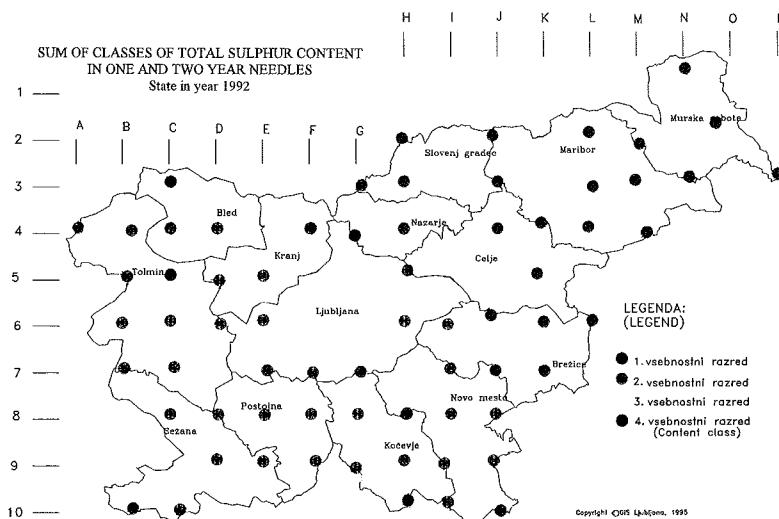 SUM OF CLASSES OF TOTAL SULPHUR CONTENT
IN ONE AND TWO YEAR NEEDLES
State in year 1992
H I J K L M N O
A B C D E F G
1
2
3
4
5
6
7
8
9
10
Murska sobota
Slovenj gradec
Maribor
Bled
Nazarje
Kranj
Celje
Tolmin
Ljubljana
Brežice
Postojna
Novo mesto
Sežana
Kočevje
LEGENDA:
(LEGEND)
1. vsebnostni razred
2. vsebnostni razred
3. vsebnostni razred
4. vsebnostni razred
(Content class)
Copyright ©GIS Ljubljana, 1995